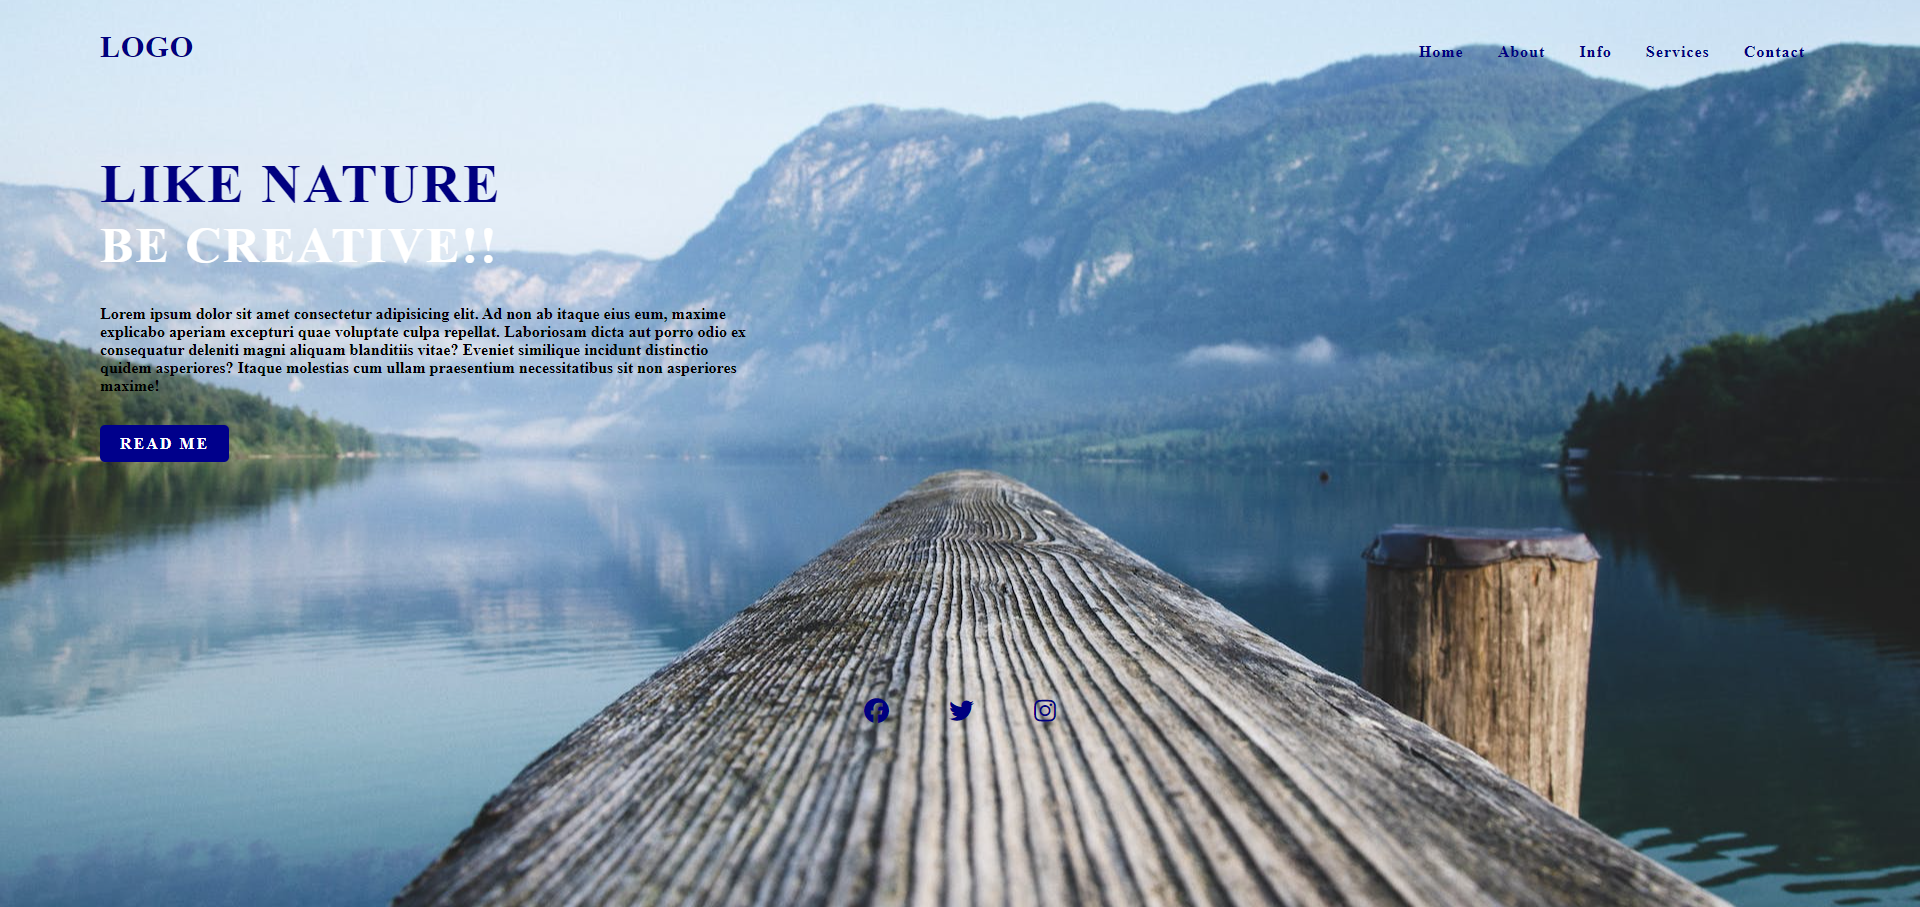 LOGO
Home About Info Services Contact
LIKE NATURE
BE CREATIVE!!
Lorem ipsum dolor sit amet consectetur adipisicing elit. Ad non ab itaque eius eum, maxime
explicabo aperiam excepturi quae voluptate culpa repellat. Laboriosam dicta aut porro odio ex
consequatur deleniti magni aliquam blanditiis vitae? Eveniet similique incidunt distinctio
quidem asperiores? Itaque molestias cum ullam praesentium necessitatibus sit non asperiores
maxime!
READ ME